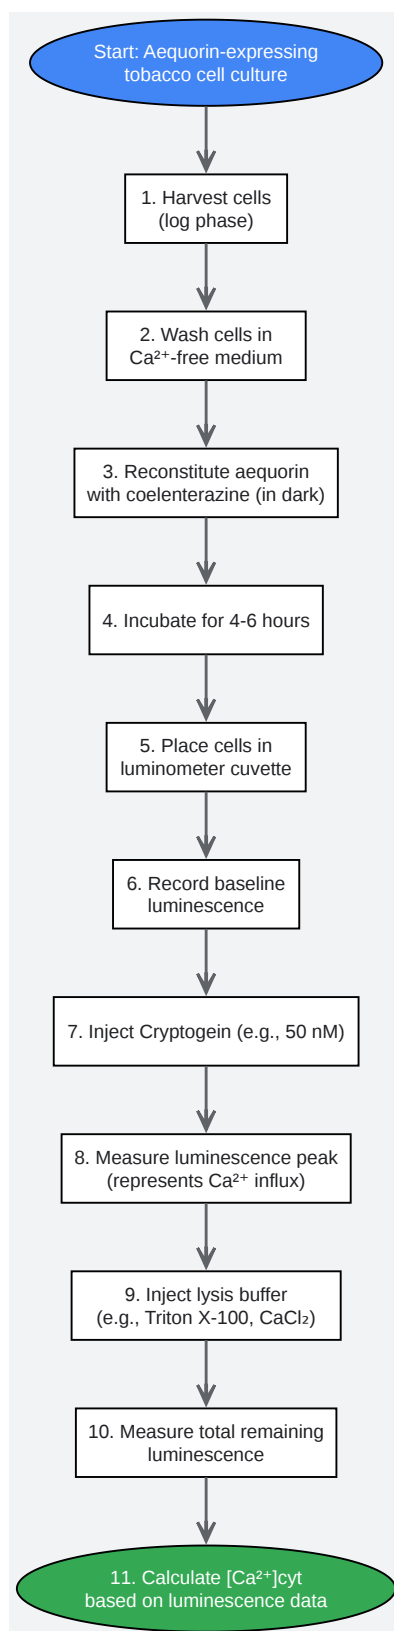 Start: Aequorin-expressing
tobacco cell culture
1. Harvest cells
(log phase)
2. Wash cells in
Ca²⁺-free medium
3. Reconstitute aequorin
with coelenterazine (in dark)
4. Incubate for 4-6 hours
5. Place cells in
luminometer cuvette
6. Record baseline
luminescence
7. Inject Cryptogein (e.g., 50 nM)
8. Measure luminescence peak
(represents Ca²⁺ influx)
9. Inject lysis buffer
(e.g., Triton X-100, CaCl₂)
10. Measure total remaining
luminescence
11. Calculate [Ca²⁺]cyt
based on luminescence data